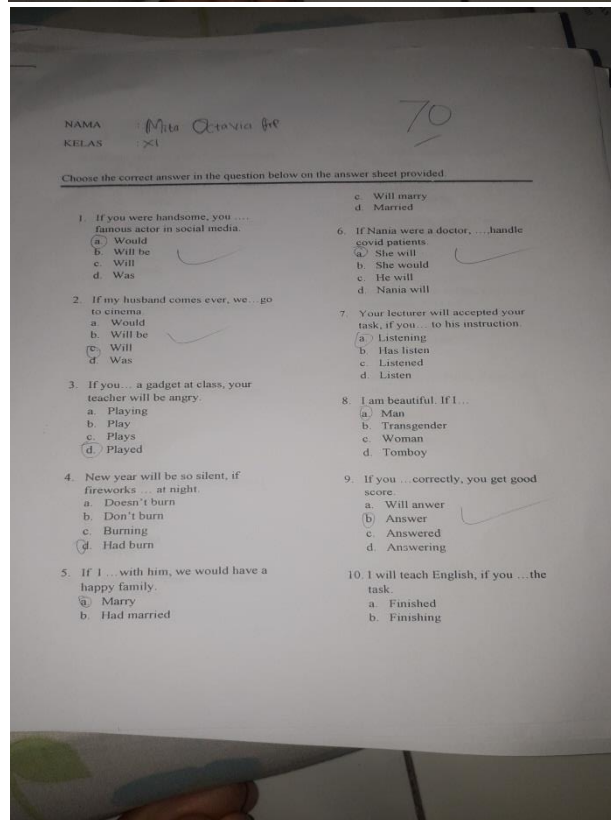 NAMA : Mita Octavia
KELAS : XI
70
Choose the correct answer in the question below on the answer sheet provided.
1. If you were handsome, you ....
famous actor in social media.
a. Would
b. Will be
c. Will
d. Was
2. If my husband comes ever, we...go
to cinema.
a. Would
b. Will be
c. Will
d. Was
3. If you... a gadget at class, your
teacher will be angry.
a. Playing
b. Play
c. Plays
d. Played
4. New year will be so silent, if
fireworks ... at night.
a. Doesn't burn
b. Don't burn
c. Burning
d. Had burn
5. If I ... with him, we would have a
happy family.
a. Marry
b. Had married
c. Will marry
d. Married
6. If Nania were a doctor, ....handle
covid patients.
a. She will
b. She would
c. He will
d. Nania will
7. Your lecturer will accepted your
task, if you... to his instruction.
a. Listening
b. Has listen
c. Listened
d. Listen
8. I am beautiful. If I...
a. Man
b. Transgender
c. Woman
d. Tomboy
9. If you ...correctly, you get good
score.
a. Will anwer
b. Answer
c. Answered
d. Answering
10. I will teach English, if you ...the
task.
a. Finished
b. Finishing